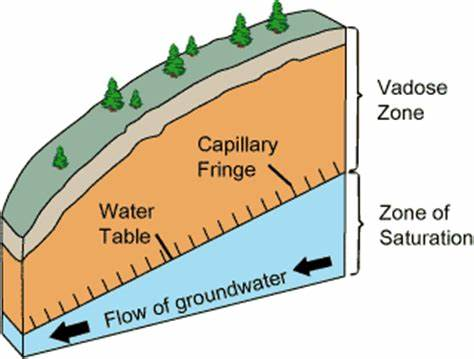 Vadose
Zone
Capillary
Fringe
Water
Table
Zone of
Saturation
Flow of groundwater